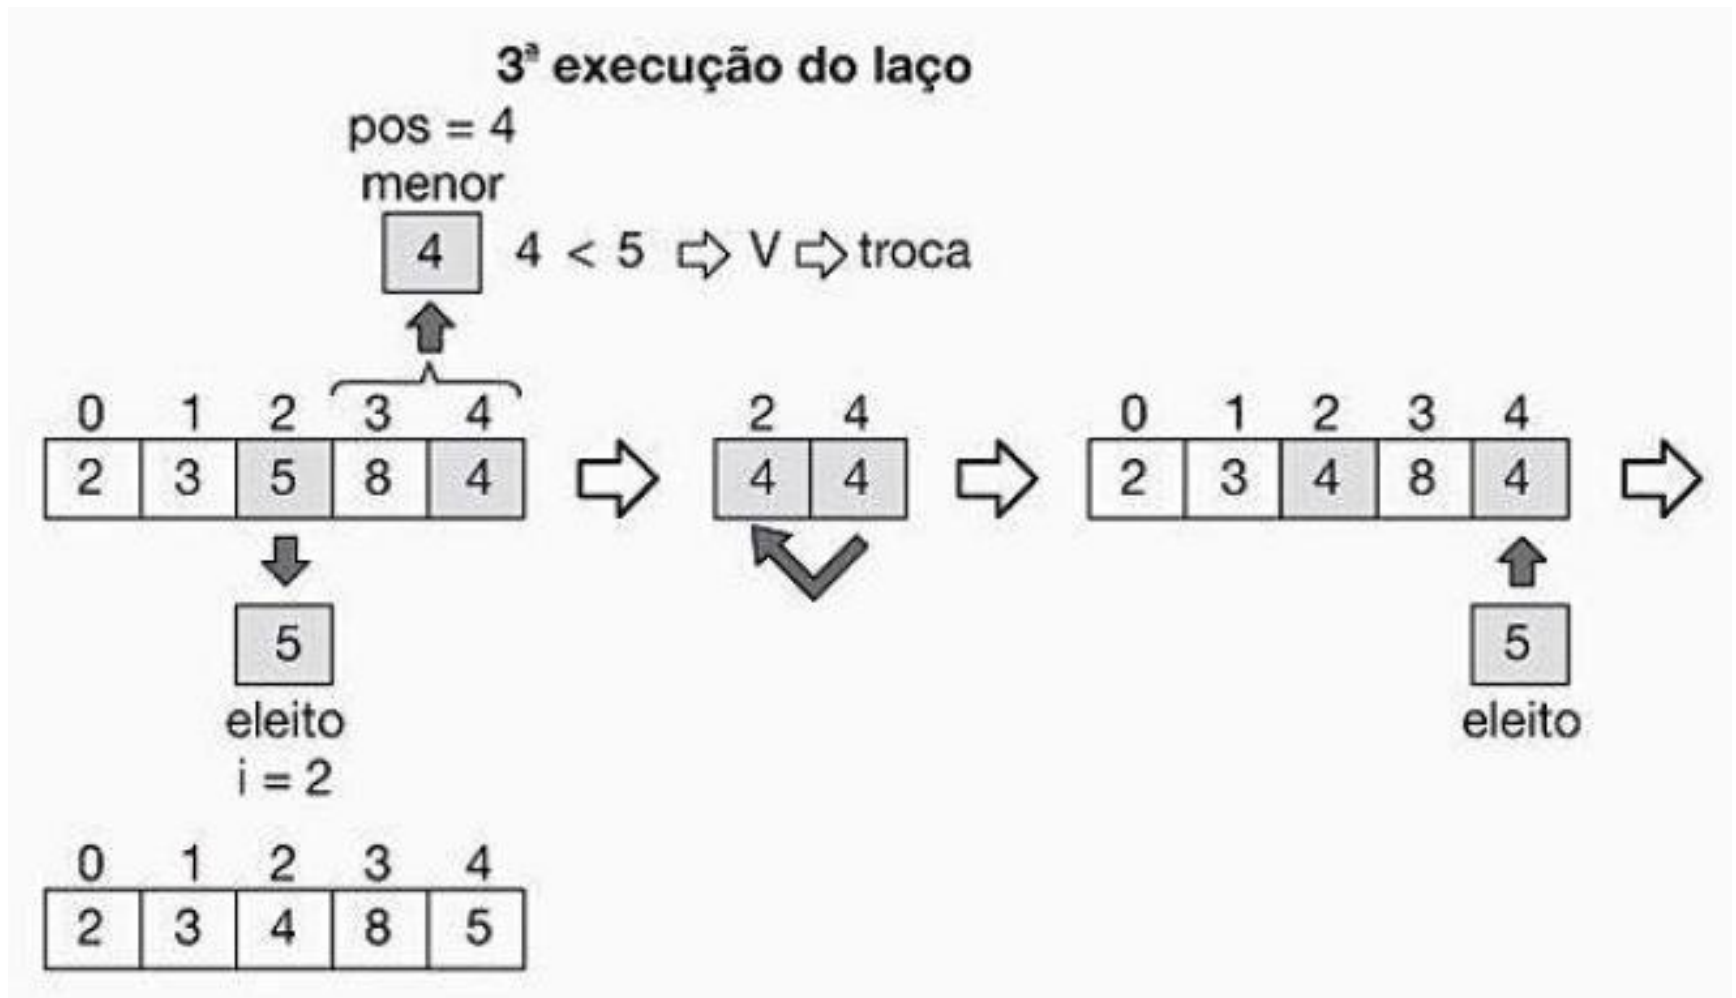 3ª execução do laço
pos = 4
menor
4 4 < 5 ⇨ V ⇨ troca
0 1 2 3 4 2 4 0 1 2 3 4
2 3 5 8 4 4 4 2 3 4 8 4
5 5
eleito eleito
i = 2
0 1 2 3 4
2 3 4 8 5